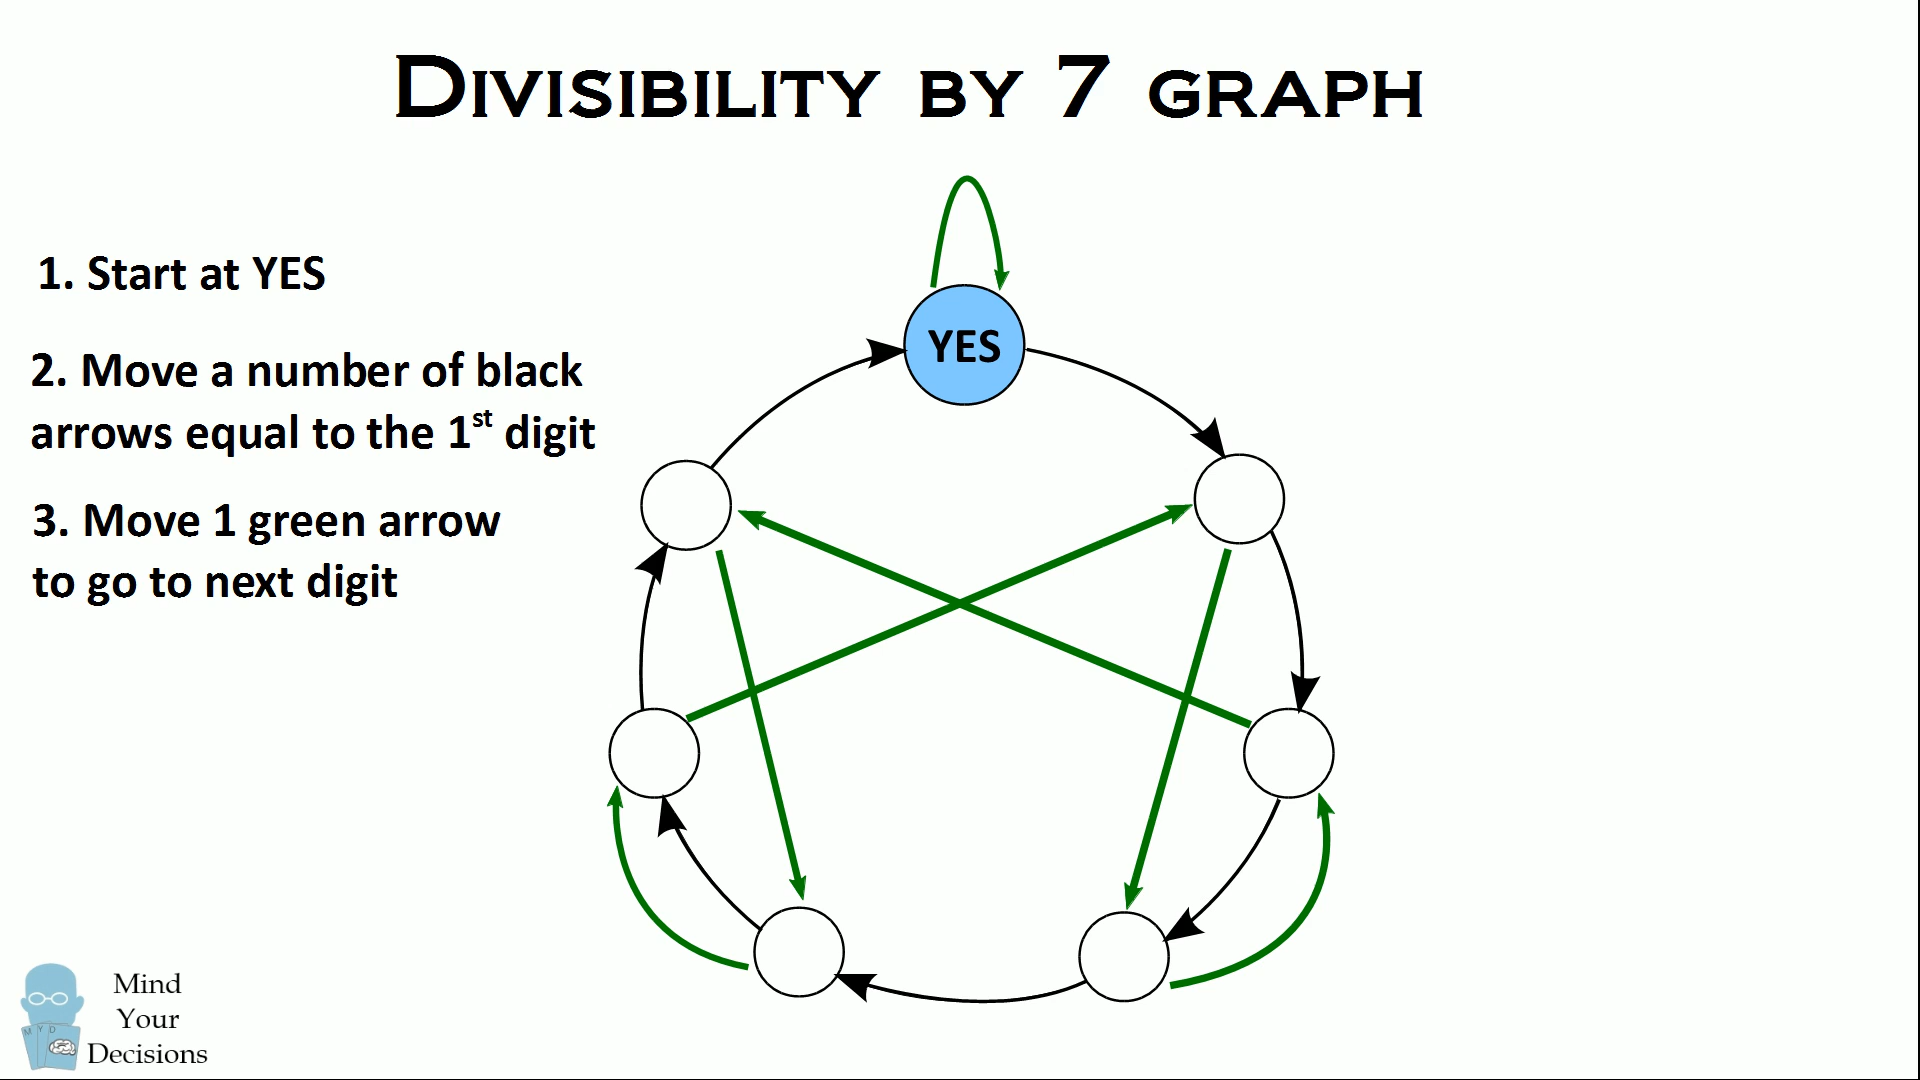 DIVISIBILITY BY 7 GRAPH
1. Start at YES
2. Move a number of black
arrows equal to the 1st digit
3. Move 1 green arrow
to go to next digit
YES
M Y D
Mind
Your
Decisions